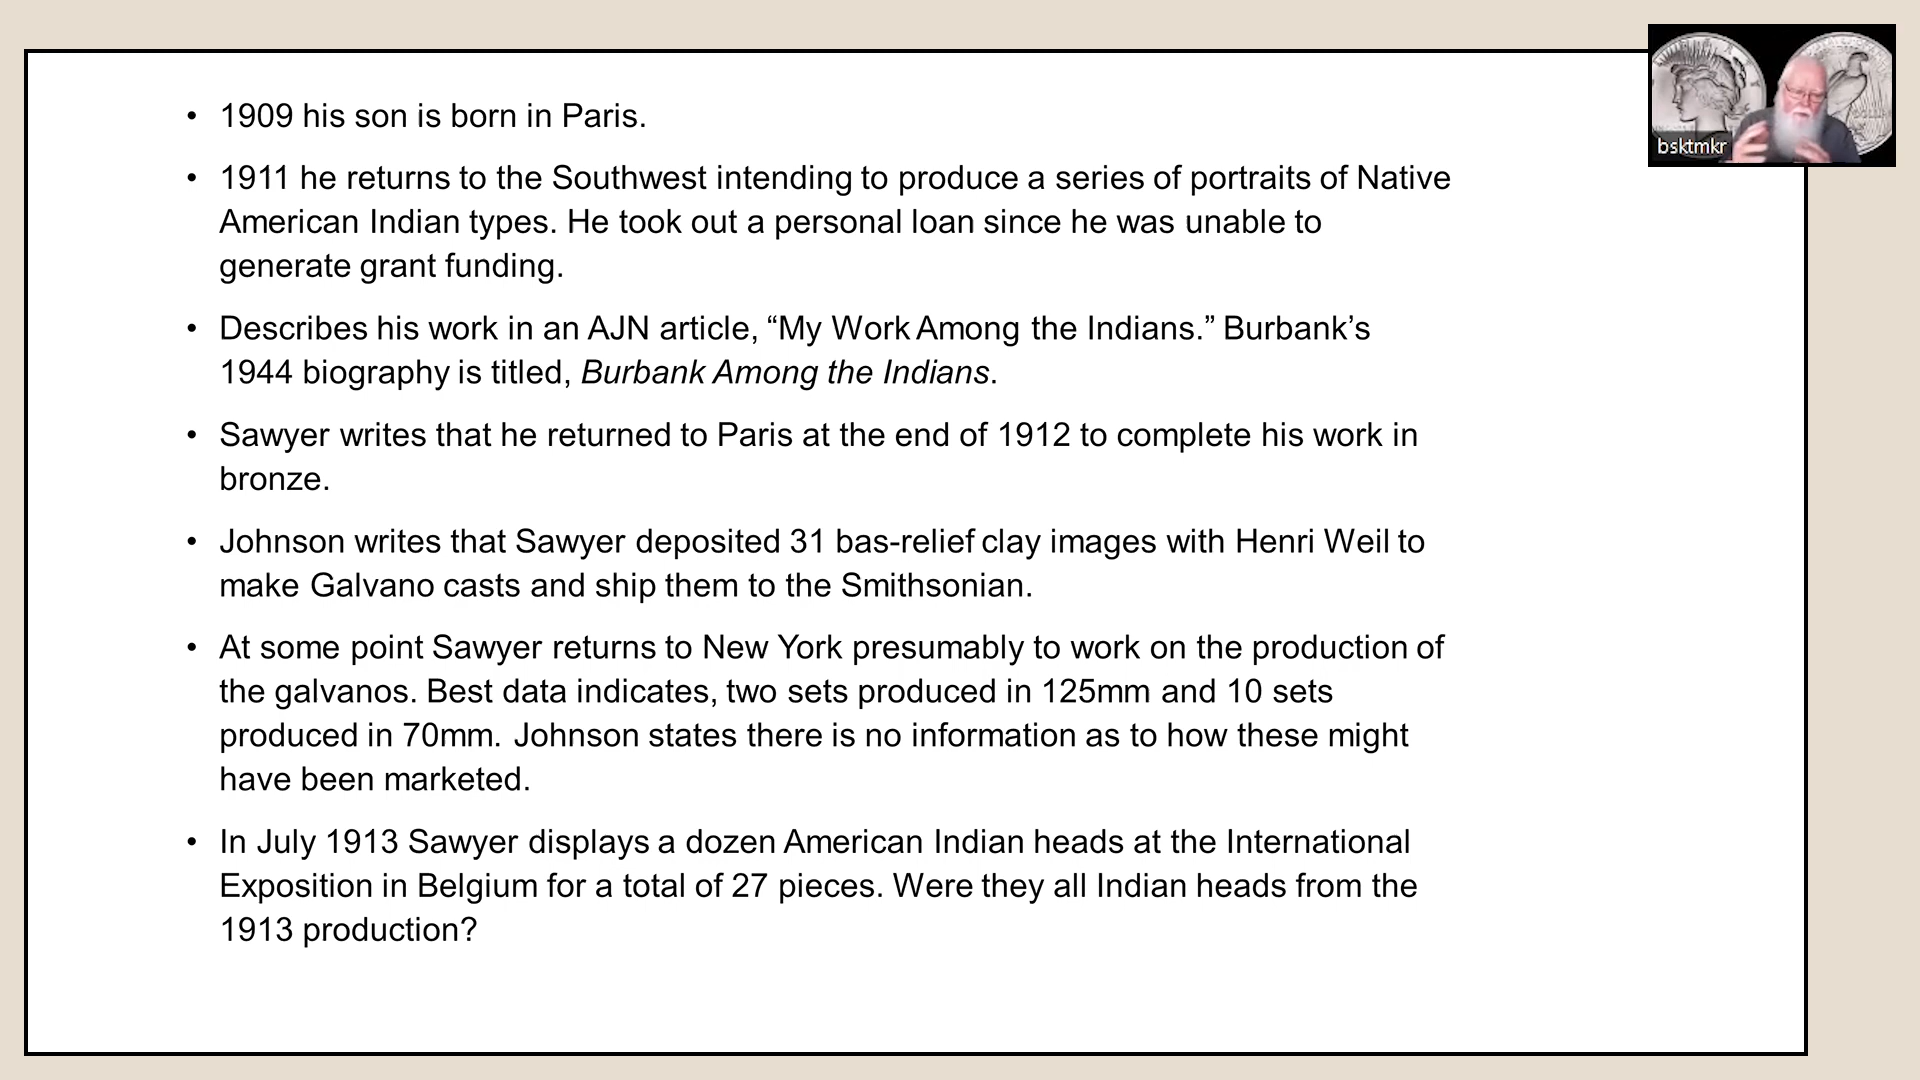 • 1909 his son is born in Paris.
• 1911 he returns to the Southwest intending to produce a series of portraits of Native
American Indian types. He took out a personal loan since he was unable to
generate grant funding.
• Describes his work in an AJN article, “My Work Among the Indians.” Burbank’s
1944 biography is titled, Burbank Among the Indians.
• Sawyer writes that he returned to Paris at the end of 1912 to complete his work in
bronze.
• Johnson writes that Sawyer deposited 31 bas-relief clay images with Henri Weil to
make Galvano casts and ship them to the Smithsonian.
• At some point Sawyer returns to New York presumably to work on the production of
the galvanos. Best data indicates, two sets produced in 125mm and 10 sets
produced in 70mm. Johnson states there is no information as to how these might
have been marketed.
• In July 1913 Sawyer displays a dozen American Indian heads at the International
Exposition in Belgium for a total of 27 pieces. Were they all Indian heads from the
1913 production?
bsktmkr